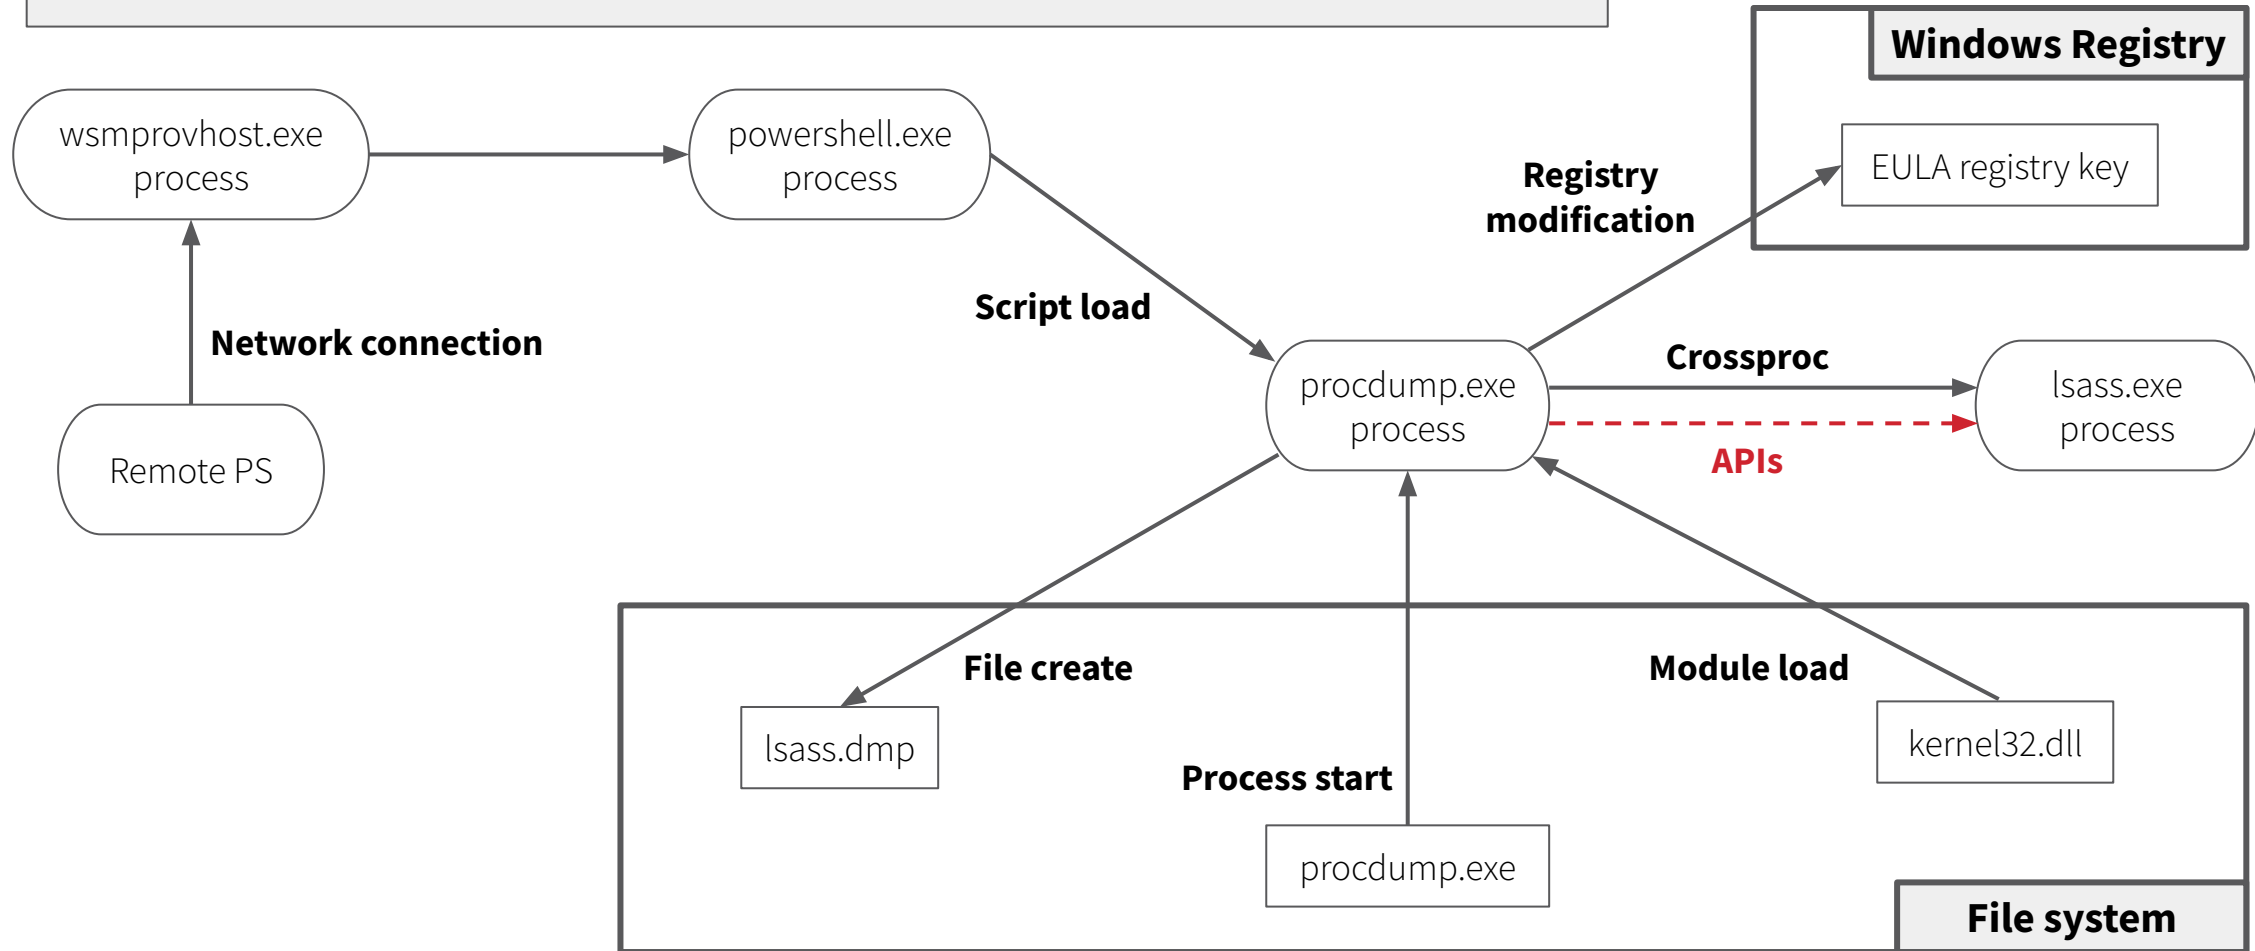 Windows Registry
wsmprovhost.exe
process
powershell.exe
process
EULA registry key
Registry
modification
Script load
Network connection
Crossproc
procdump.exe
process
lsass.exe
process
APIs
Remote PS
File create
Module load
lsass.dmp
kernel32.dll
Process start
procdump.exe
File system